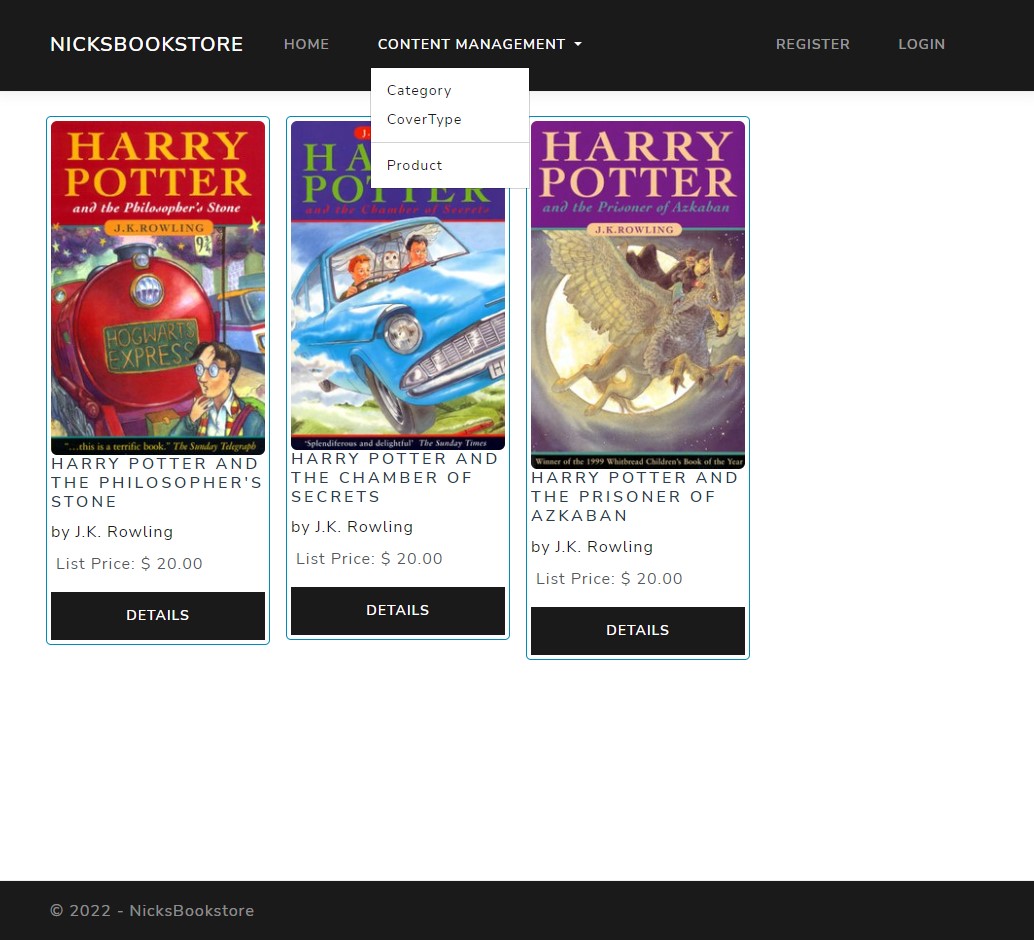 NICKSBOOKSTORE
HOME
CONTENT MANAGEMENT
REGISTER
LOGIN
Category
CoverType
Product
HARRY
POTTER
and the Philosopher's Stone
J.K.ROWLING
9¾
HOGWARTS
EXPRESS
"...this is a terrific book." The Sunday Telegraph
HARRY POTTER AND
THE PHILOSOPHER'S
STONE
by J.K. Rowling
List Price: $ 20.00
DETAILS
J.
HA
POTTER
and the Chamber of Secrets
'Splendiferous and delightful' The Sunday Times
HARRY POTTER AND
THE CHAMBER OF
SECRETS
by J.K. Rowling
List Price: $ 20.00
DETAILS
HARRY
POTTER
and the Prisoner of Azkaban
J.K.ROWLING
Winner of the 1999 Whitbread Children's Book of the Year
HARRY POTTER AND
THE PRISONER OF
AZKABAN
by J.K. Rowling
List Price: $ 20.00
DETAILS
© 2022 - NicksBookstore